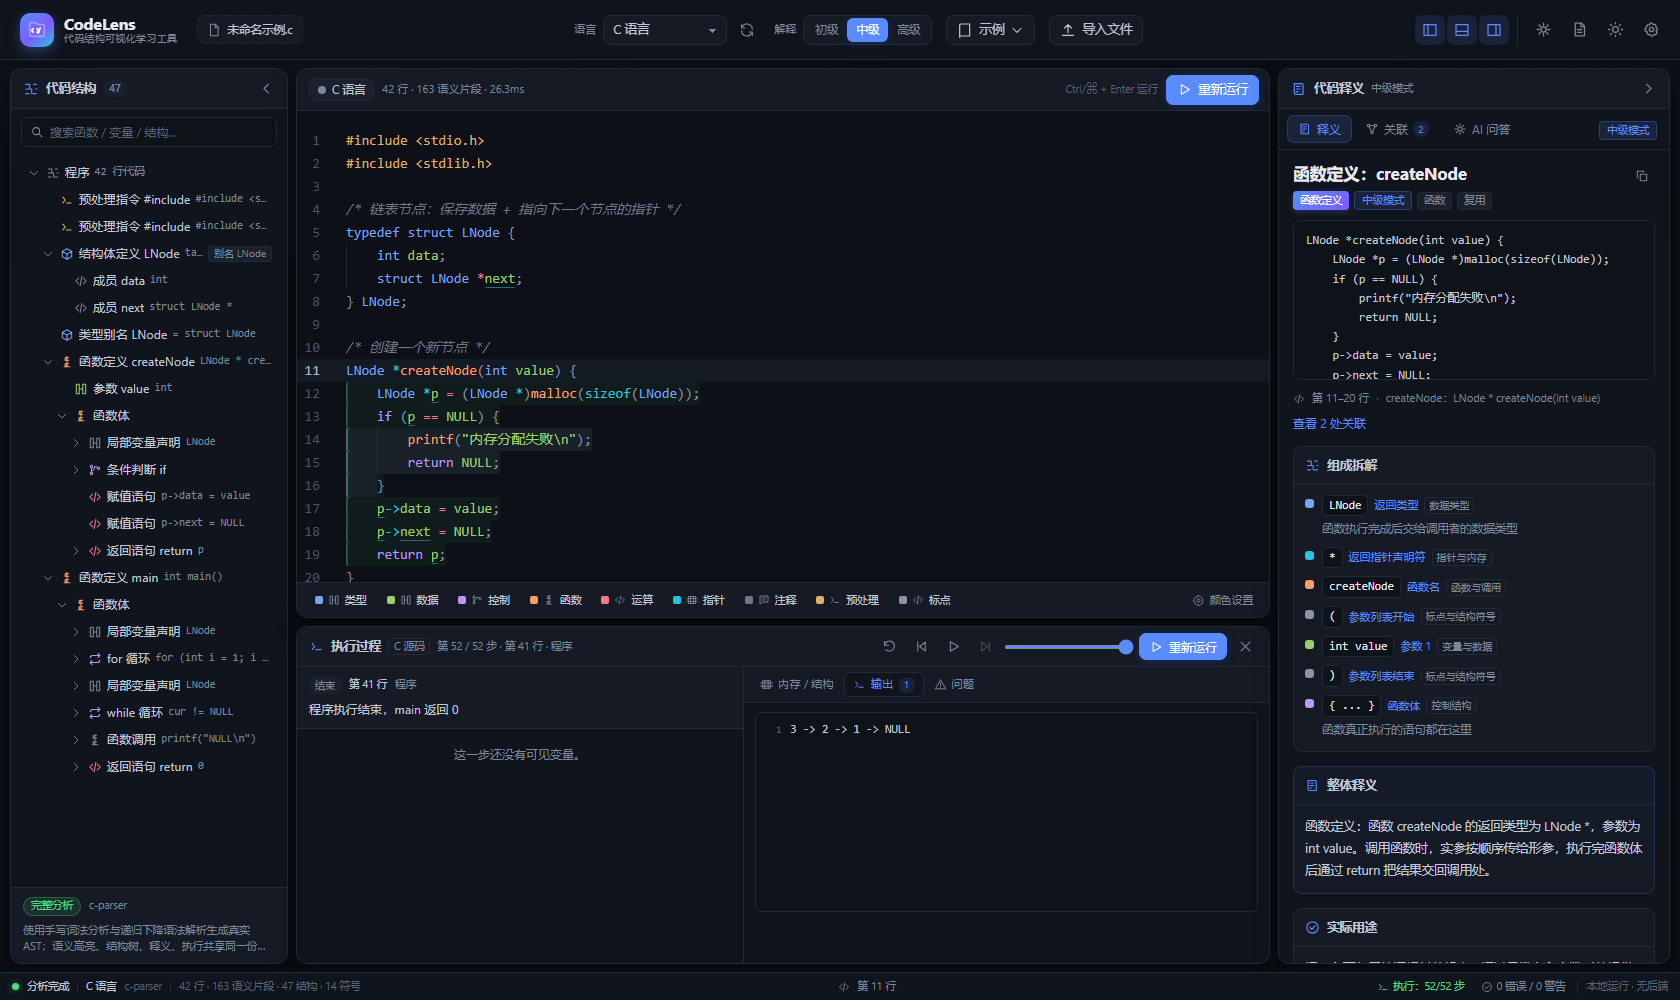 CodeLens
代码结构可视化学习工具
未命名示例.c
语言
C 语言
解释
初级
中级
高级
示例
导入文件
代码结构 47
搜索函数 / 变量 / 结构...
程序 42 行代码
预处理指令 #include #include <s...
预处理指令 #include #include <s...
结构体定义 LNode ta... 别名 LNode
成员 data int
成员 next struct LNode *
类型别名 LNode = struct LNode
函数定义 createNode LNode * cre...
参数 value int
函数体
局部变量声明 LNode
条件判断 if
赋值语句 p->data = value
赋值语句 p->next = NULL
返回语句 return p
函数定义 main int main()
函数体
局部变量声明 LNode
for 循环 for (int i = 1; i ...
局部变量声明 LNode
while 循环 cur != NULL
函数调用 printf("NULL\n")
返回语句 return 0
完整分析 c-parser
使用手写词法分析与递归下降语法解析生成真实
AST；语义高亮、结构树、释义、执行共享同一份...
C 语言 42 行 · 163 语义片段 · 26.3ms
Ctrl/⌘ + Enter 运行
重新运行
1 #include <stdio.h>
2 #include <stdlib.h>
3
4 /* 链表节点：保存数据 + 指向下一个节点的指针 */
5 typedef struct LNode {
6 int data;
7 struct LNode *next;
8 } LNode;
9
10 /* 创建一个新节点 */
11 LNode *createNode(int value) {
12 LNode *p = (LNode *)malloc(sizeof(LNode));
13 if (p == NULL) {
14 printf("内存分配失败\n");
15 return NULL;
16 }
17 p->data = value;
18 p->next = NULL;
19 return p;
20 }
类型 数据 控制 函数 运算 指针 注释 预处理 标点
颜色设置
执行过程 C 源码 第 52 / 52 步 · 第 41 行 · 程序
重新运行
结束 第 41 行 程序
程序执行结束，main 返回 0
这一步还没有可见变量。
内存 / 结构
输出 1
问题
1 3 -> 2 -> 1 -> NULL
代码释义 中级模式
释义
关联 2
AI 问答
中级模式
函数定义：createNode
函数定义 中级模式 函数 复用
LNode *createNode(int value) {
LNode *p = (LNode *)malloc(sizeof(LNode));
if (p == NULL) {
printf("内存分配失败\n");
return NULL;
}
p->data = value;
p->next = NULL;
第 11–20 行 · createNode：LNode * createNode(int value)
查看 2 处关联
组成拆解
LNode 返回类型 数据类型
函数执行完成后交给调用者的数据类型
* 返回指针声明符 指针与内存
createNode 函数名 函数与调用
( 参数列表开始 标点与结构符号
int value 参数 1 变量与数据
) 参数列表结束 标点与结构符号
{ ... } 函数体 控制结构
函数真正执行的语句都在这里
整体释义
函数定义：函数 createNode 的返回类型为 LNode *，参数为
int value。调用函数时，实参按顺序传给形参，执行完函数体
后通过 return 把结果交回调用处。
实际用途
分析完成 C 语言 c-parser 42 行 · 163 语义片段 · 47 结构 · 14 符号
第 11 行
执行：52/52 步
0 错误 / 0 警告
本地运行 · 无后端